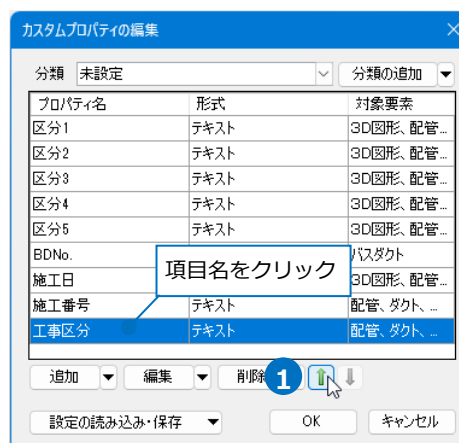 カスタムプロパティの編集
分類 未設定 分類の追加
プロパティ名 形式 対象要素
区分1 テキスト 3D図形、配管...
区分2 テキスト 3D図形、配管...
区分3 テキスト 3D図形、配管...
区分4 テキスト 3D図形、配管...
区分5 テキスト 3D図形、配管...
BDNo. バスダクト
項目名をクリック
施工日 3D図形、配管...
施工番号 テキスト 配管、ダクト、...
工事区分 テキスト 配管、ダクト、...
追加 編集 削除 1
設定の読み込み・保存 OK キャンセル